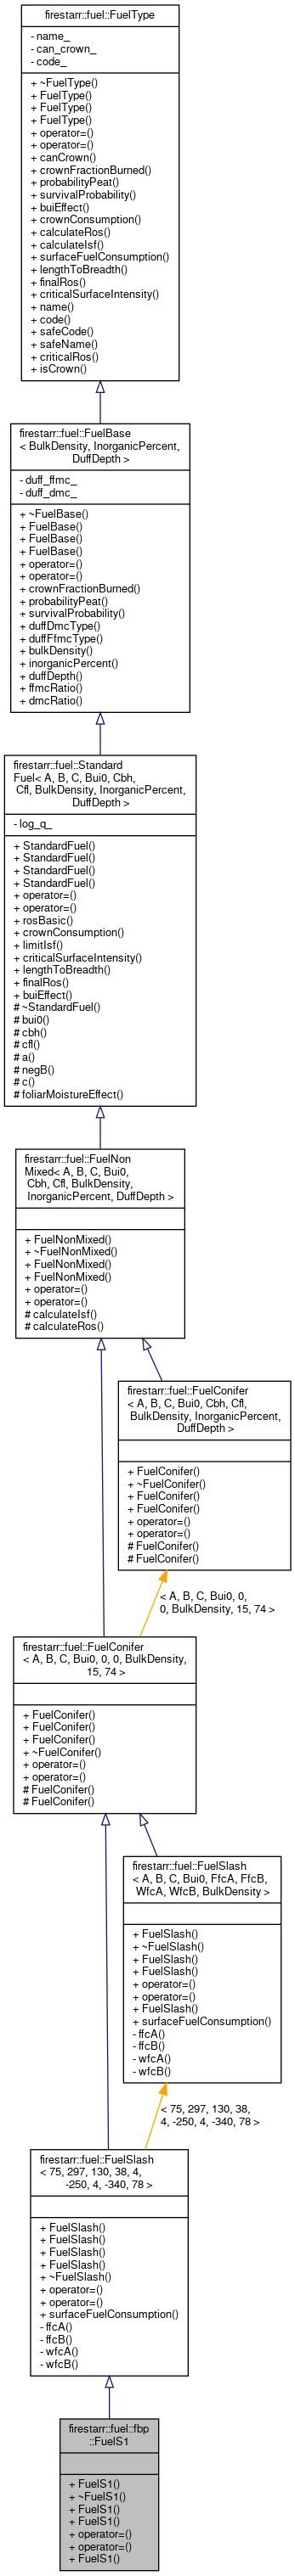 firestarr::fuel::FuelType
- name_
- can_crown_
- code_
+ ~FuelType()
+ FuelType()
+ FuelType()
+ FuelType()
+ operator=()
+ operator=()
+ canCrown()
+ crownFractionBurned()
+ probabilityPeat()
+ survivalProbability()
+ buiEffect()
+ crownConsumption()
+ calculateRos()
+ calculateIsf()
+ surfaceFuelConsumption()
+ lengthToBreadth()
+ finalRos()
+ criticalSurfaceIntensity()
+ name()
+ code()
+ safeCode()
+ safeName()
+ criticalRos()
+ isCrown()
firestarr::fuel::FuelBase
< BulkDensity, InorganicPercent,
DuffDepth >
- duff_ffmc_
- duff_dmc_
+ ~FuelBase()
+ FuelBase()
+ FuelBase()
+ FuelBase()
+ operator=()
+ operator=()
+ crownFractionBurned()
+ probabilityPeat()
+ survivalProbability()
+ duffDmcType()
+ duffFfmcType()
+ bulkDensity()
+ inorganicPercent()
+ duffDepth()
+ ffmcRatio()
+ dmcRatio()
firestarr::fuel::Standard
Fuel< A, B, C, Bui0, Cbh,
Cfl, BulkDensity, InorganicPercent,
DuffDepth >
- log_q_
+ StandardFuel()
+ StandardFuel()
+ StandardFuel()
+ StandardFuel()
+ operator=()
+ operator=()
+ rosBasic()
+ crownConsumption()
+ limitIsf()
+ criticalSurfaceIntensity()
+ lengthToBreadth()
+ finalRos()
+ buiEffect()
# ~StandardFuel()
# bui0()
# cbh()
# cfl()
# a()
# negB()
# c()
# foliarMoistureEffect()
firestarr::fuel::FuelNon
Mixed< A, B, C, Bui0,
Cbh, Cfl, BulkDensity,
InorganicPercent, DuffDepth >
+ FuelNonMixed()
+ ~FuelNonMixed()
+ FuelNonMixed()
+ FuelNonMixed()
+ operator=()
+ operator=()
# calculateIsf()
# calculateRos()
firestarr::fuel::FuelConifer
< A, B, C, Bui0, Cbh, Cfl,
BulkDensity, InorganicPercent,
DuffDepth >
+ FuelConifer()
+ ~FuelConifer()
+ FuelConifer()
+ FuelConifer()
+ operator=()
+ operator=()
# FuelConifer()
# FuelConifer()
< A, B, C, Bui0, 0,
0, BulkDensity, 15, 74 >
firestarr::fuel::FuelConifer
< A, B, C, Bui0, 0, 0, BulkDensity,
15, 74 >
+ FuelConifer()
+ FuelConifer()
+ FuelConifer()
+ ~FuelConifer()
+ operator=()
+ operator=()
# FuelConifer()
# FuelConifer()
firestarr::fuel::FuelSlash
< A, B, C, Bui0, FfcA, FfcB,
WfcA, WfcB, BulkDensity >
+ FuelSlash()
+ ~FuelSlash()
+ FuelSlash()
+ FuelSlash()
+ operator=()
+ operator=()
+ FuelSlash()
+ surfaceFuelConsumption()
- ffcA()
- ffcB()
- wfcA()
- wfcB()
< 75, 297, 130, 38,
4, -250, 4, -340, 78 >
firestarr::fuel::FuelSlash
< 75, 297, 130, 38, 4,
-250, 4, -340, 78 >
+ FuelSlash()
+ FuelSlash()
+ FuelSlash()
+ FuelSlash()
+ ~FuelSlash()
+ operator=()
+ operator=()
+ surfaceFuelConsumption()
- ffcA()
- ffcB()
- wfcA()
- wfcB()
firestarr::fuel::fbp
::FuelS1
+ FuelS1()
+ ~FuelS1()
+ FuelS1()
+ FuelS1()
+ operator=()
+ operator=()
+ FuelS1()